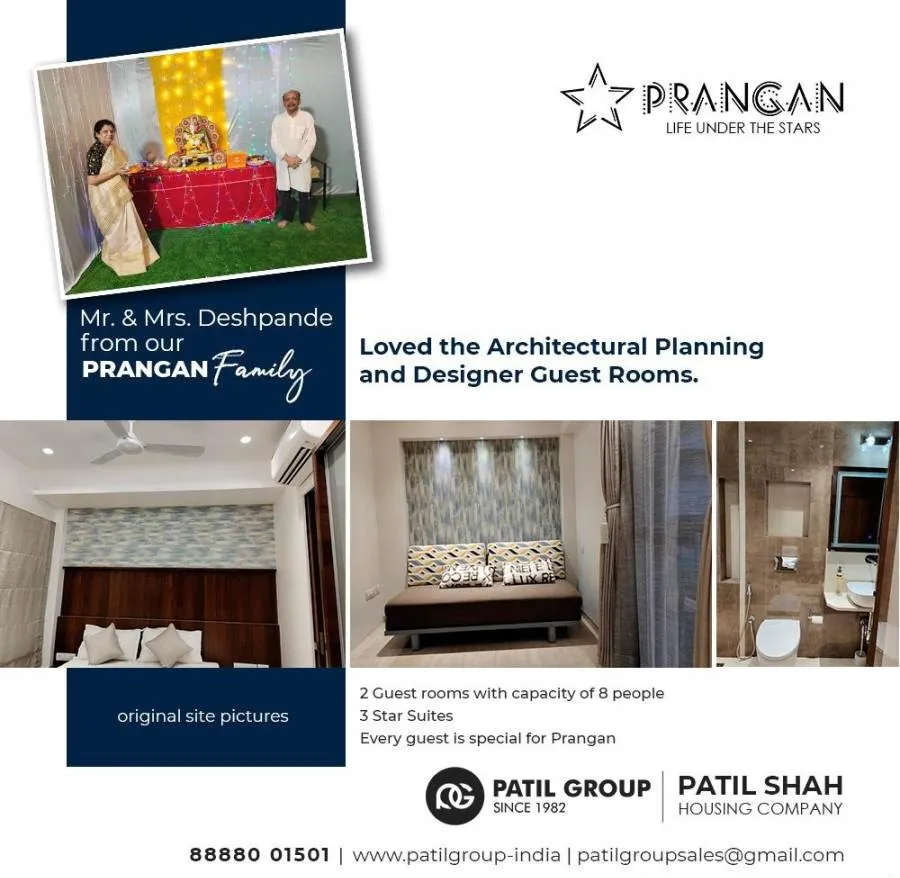 PRANGAN
LIFE UNDER THE STARS
Mr. & Mrs. Deshpande
from our
PRANGAN Family
Loved the Architectural Planning
and Designer Guest Rooms.
original site pictures
2 Guest rooms with capacity of 8 people
3 Star Suites
Every guest is special for Prangan
PG PATIL GROUP
SINCE 1982
PATIL SHAH
HOUSING COMPANY
88880 01501 | www.patilgroup-india | patilgroupsales@gmail.com